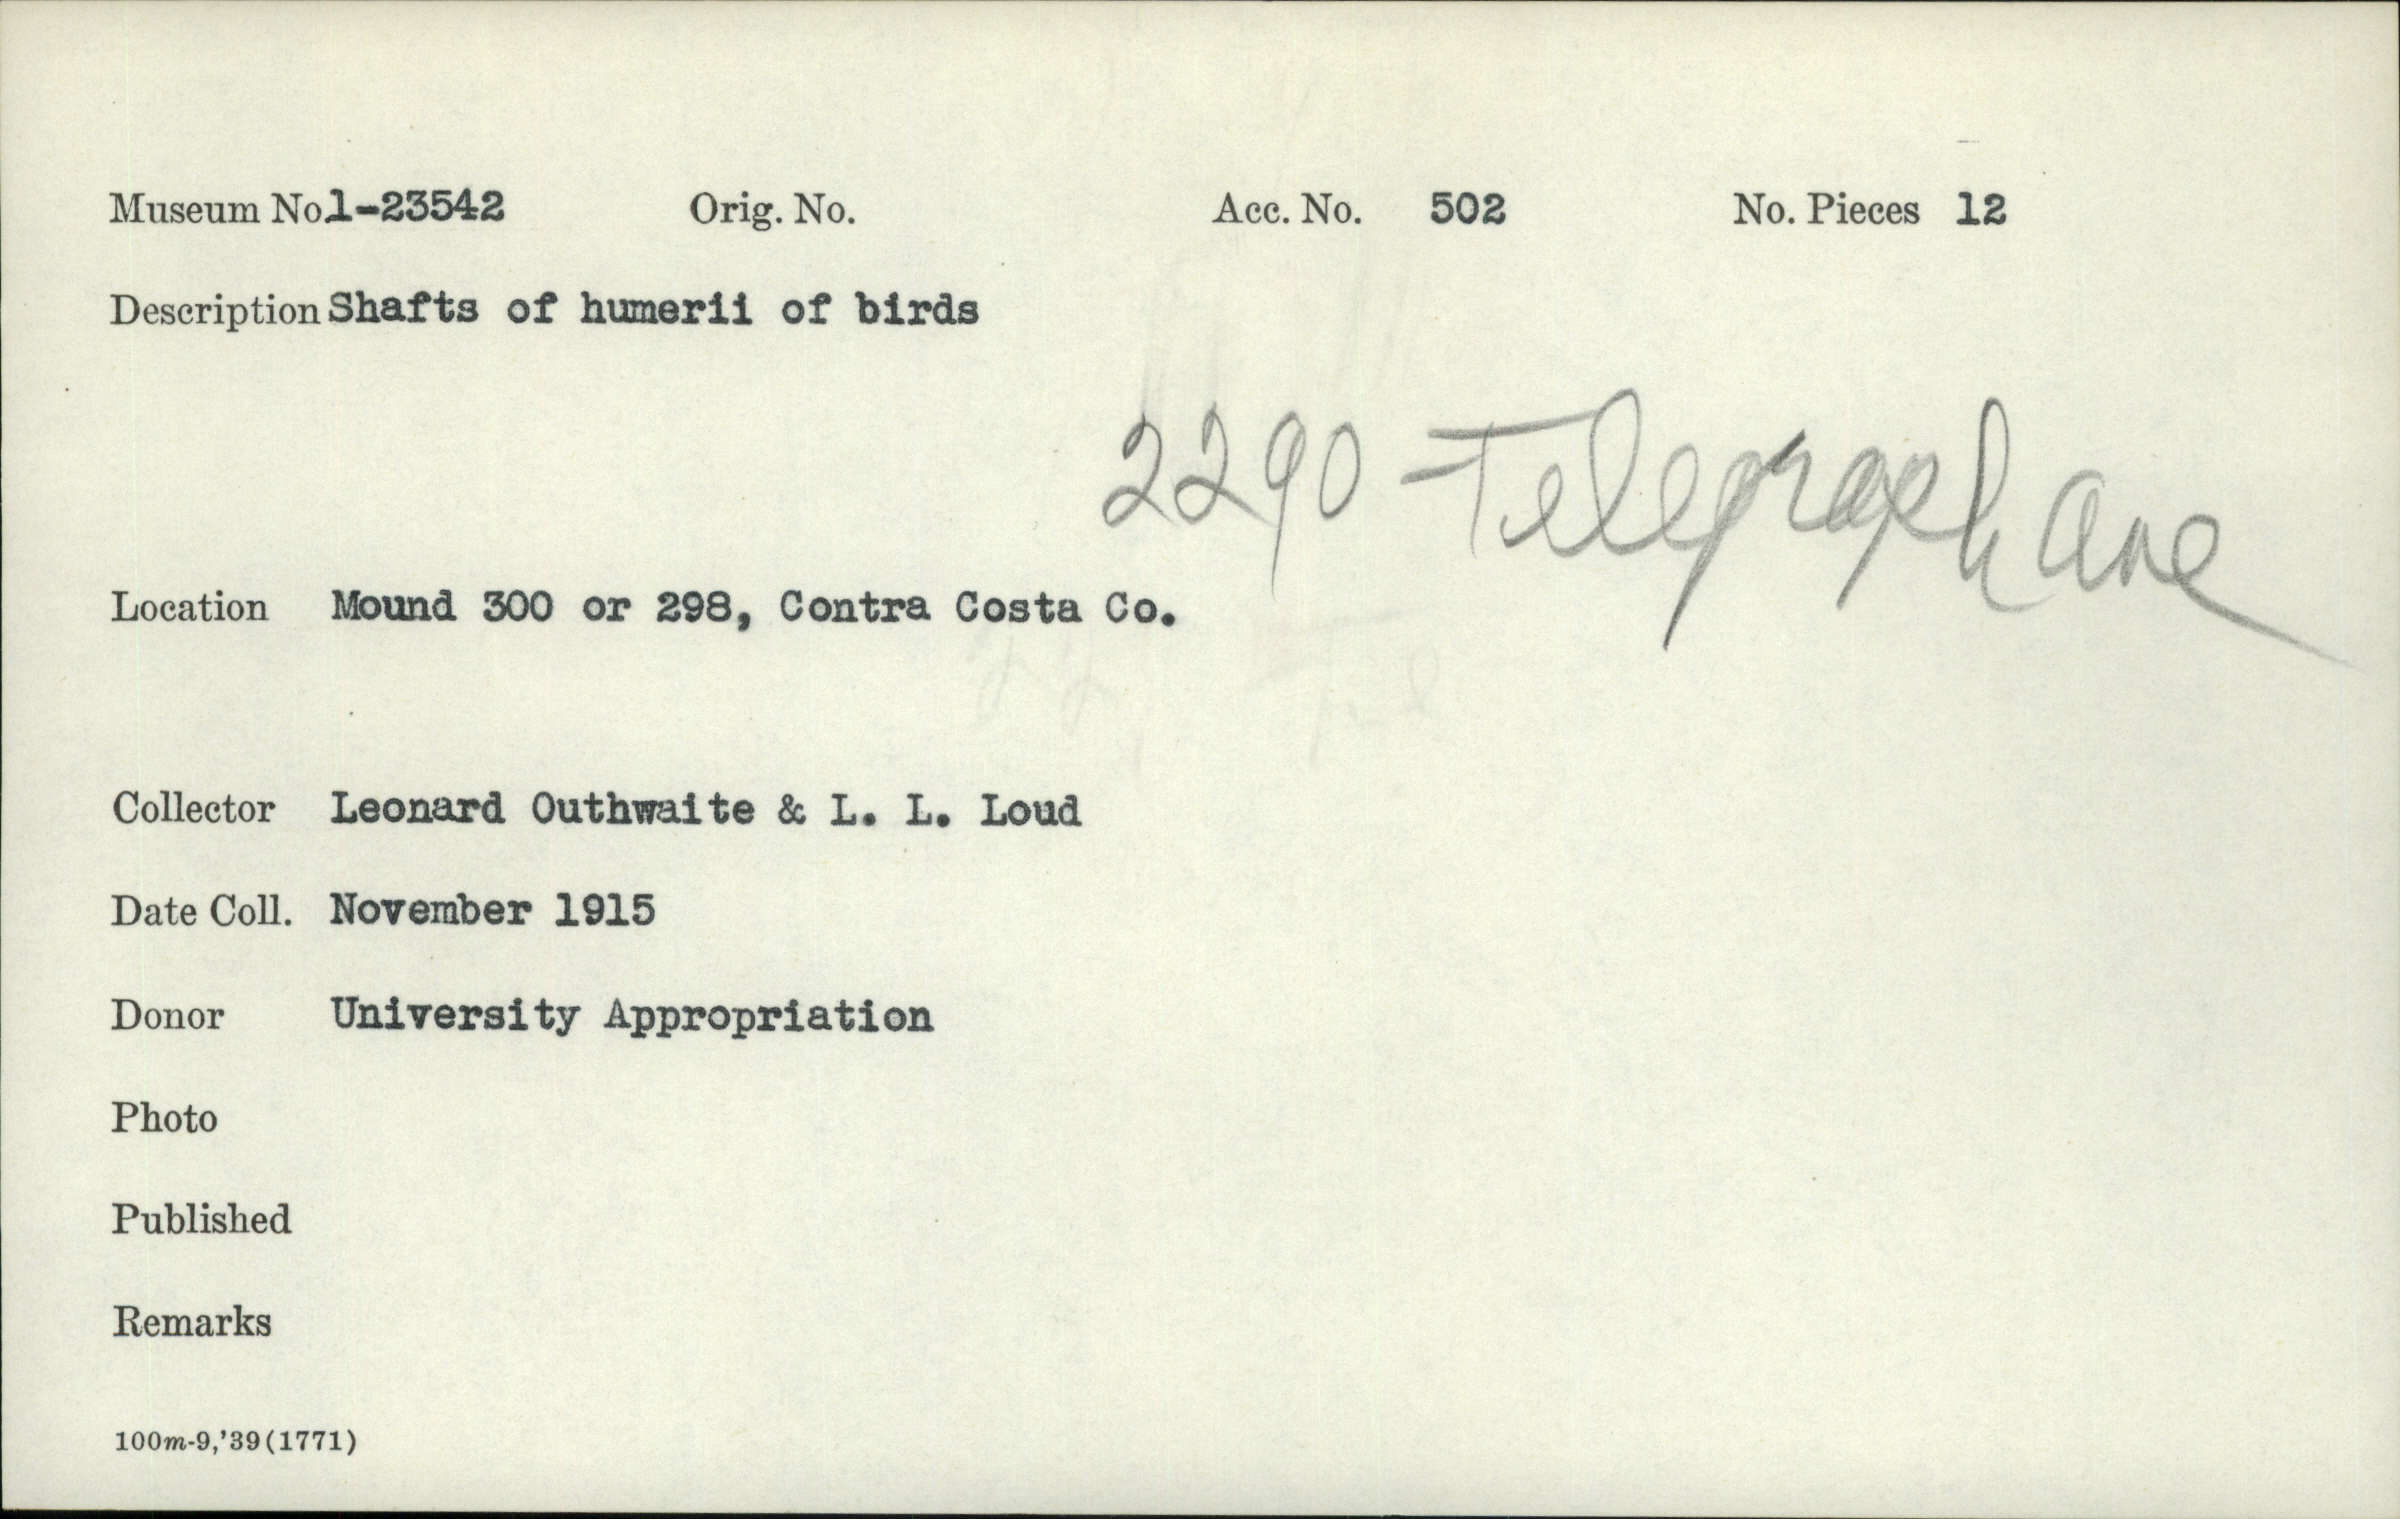 Museum No. 1-23542 Orig. No. Acc. No. 502 No. Pieces 12
Description Shafts of humerii of birds
2290 - Telegraph Ave
Location Mound 300 or 298, Contra Costa Co.
Collector Leonard Outhwaite & L. L. Loud
Date Coll. November 1915
Donor University Appropriation
Photo
Published
Remarks
100m-9,'39(1771)